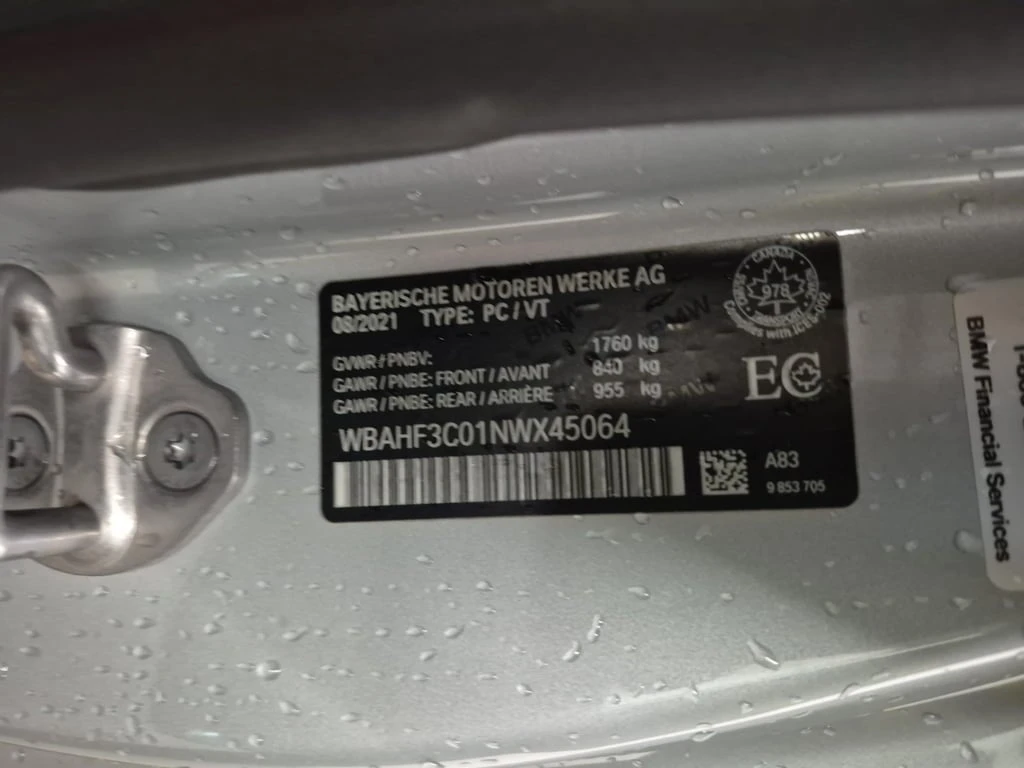 BAYERISCHE MOTOREN WERKE AG
08/2021 TYPE: PC/VT
GVWR/PNBV: 1760 kg
GAWR/PNBE: FRONT/AVANT 840 kg
GAWR/PNBE: REAR/ARRIÈRE 955 kg
WBAHF3C01NWX45064
CANADA
978
TRANSPORT
EC
A83
9 853 705
BMW Financial Services